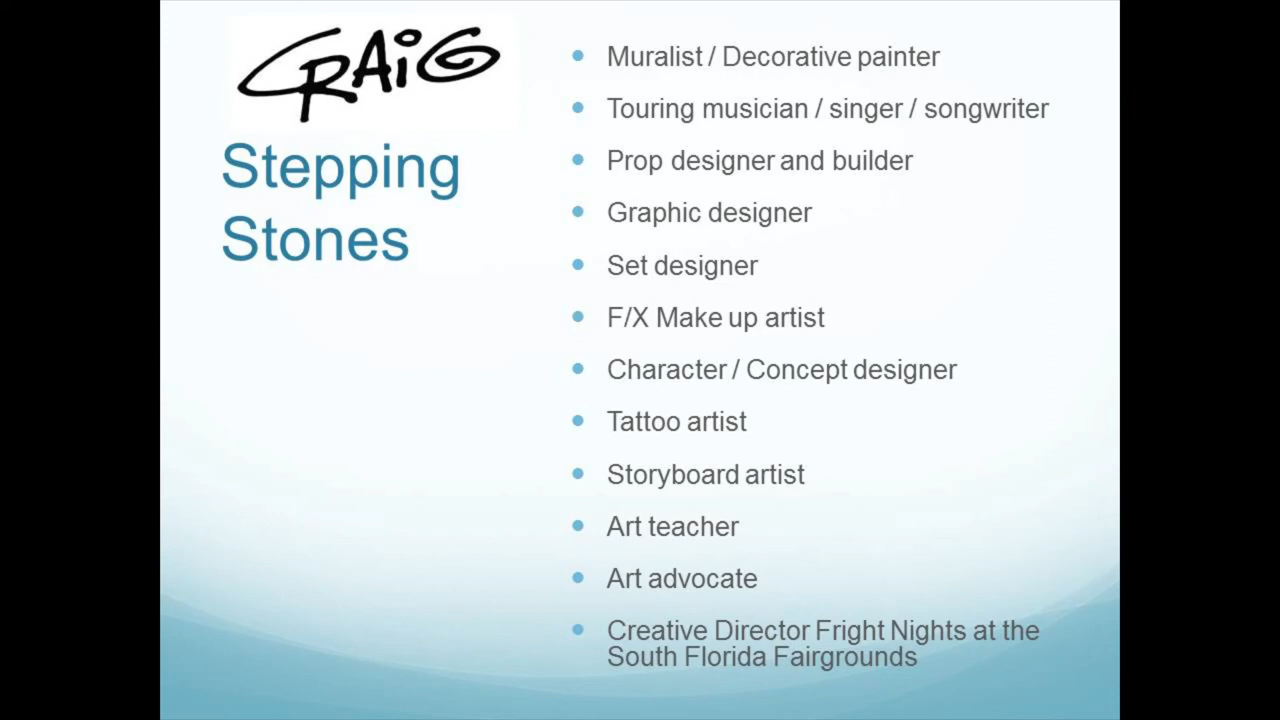 CRAiG
Stepping
Stones
Muralist / Decorative painter
Touring musician / singer / songwriter
Prop designer and builder
Graphic designer
Set designer
F/X Make up artist
Character / Concept designer
Tattoo artist
Storyboard artist
Art teacher
Art advocate
Creative Director Fright Nights at the
South Florida Fairgrounds